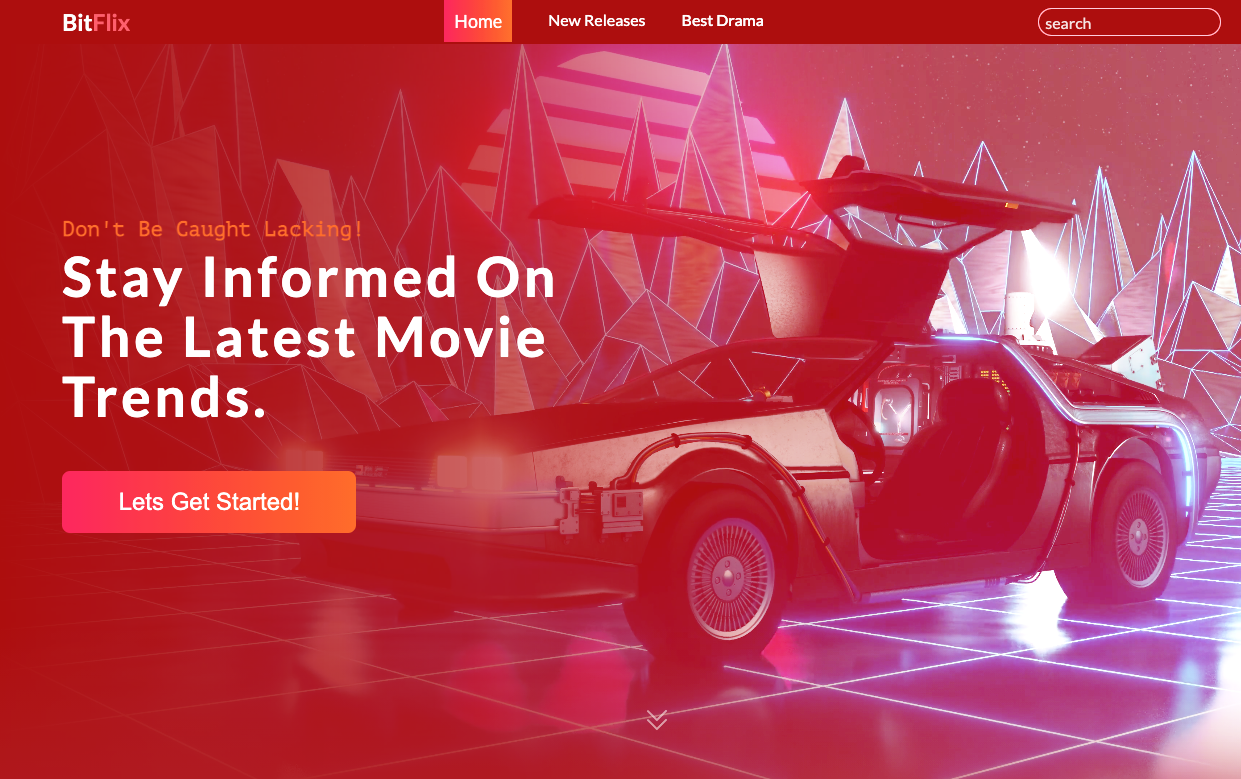 BitFlix
Home
New Releases
Best Drama
search
Don't Be Caught Lacking!
Stay Informed On
The Latest Movie
Trends.
Lets Get Started!